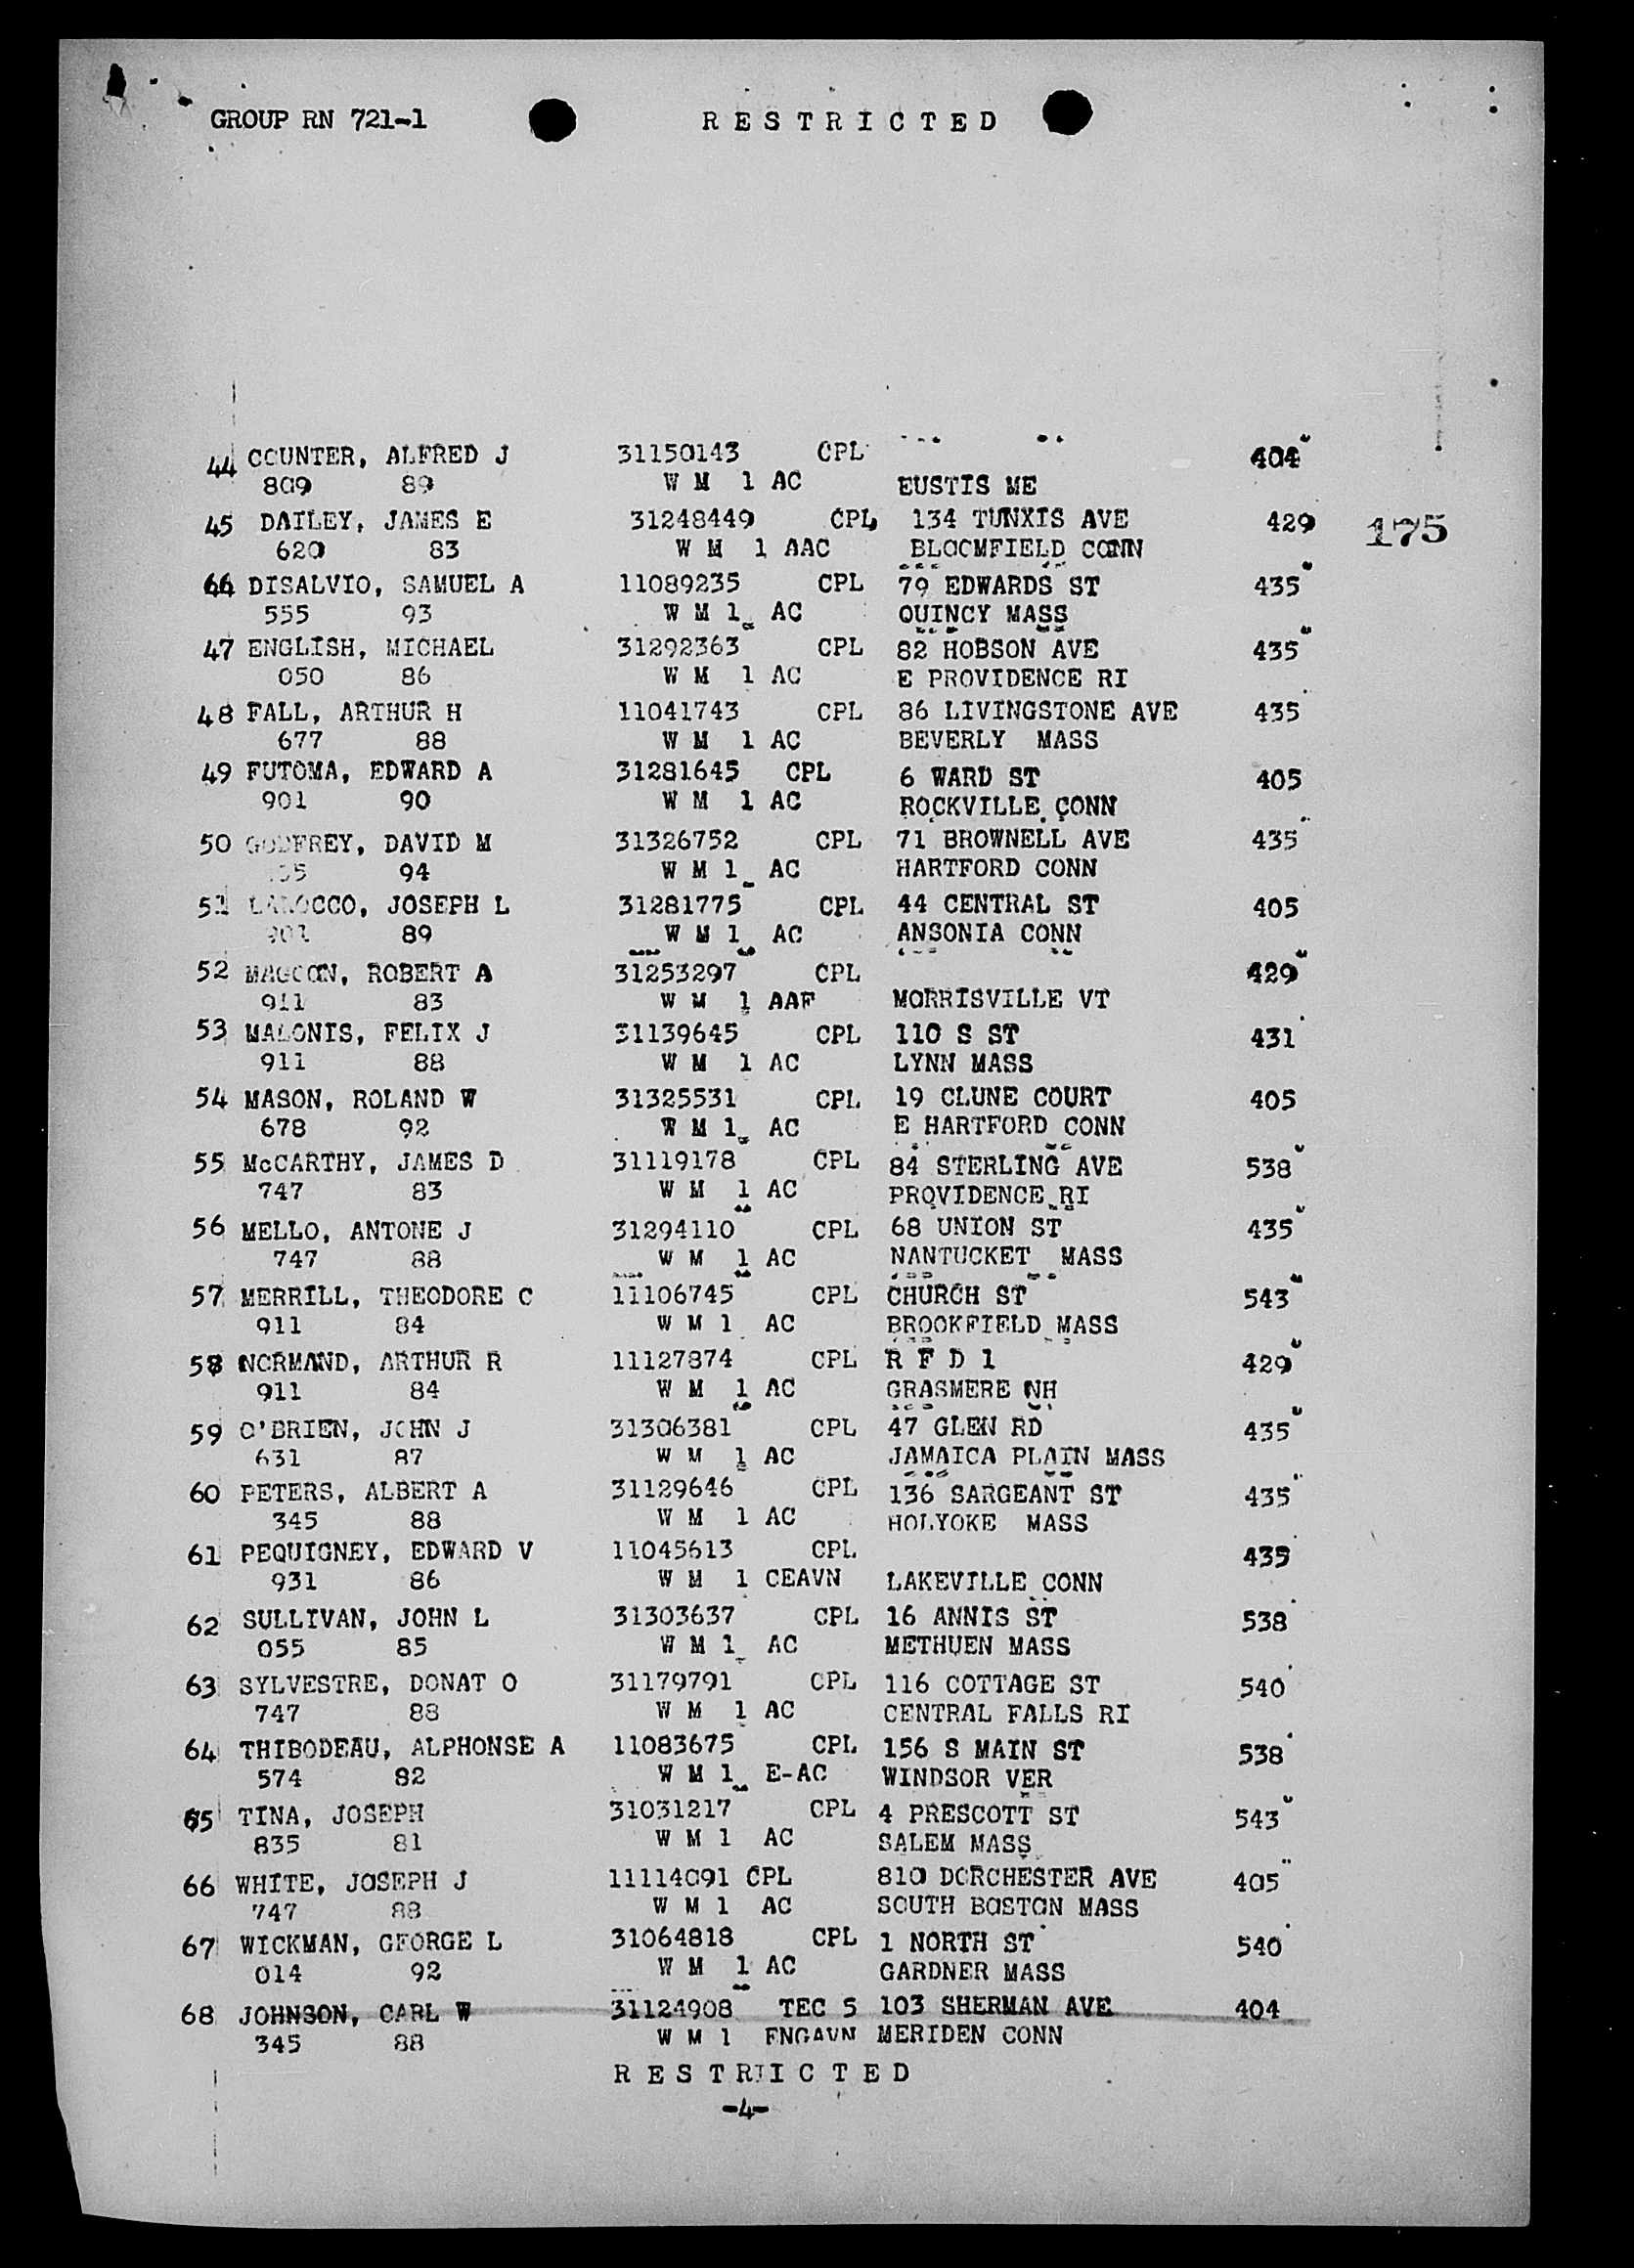 GROUP RN 721-1 RESTRICTED
44 COUNTER, ALFRED J 31150143 CPL 404
809 89 W M 1 AC EUSTIS ME
45 DAILEY, JAMES E 31248449 CPL 134 TUNXIS AVE 429 175
620 83 W M 1 AAC BLOOMFIELD CONN
DISALVIO, SAMUEL A 11089235 CPL 79 EDWARDS ST 435
555 93 W M 1 AC QUINCY MASS
47 ENGLISH, MICHAEL 31292363 CPL 82 HOBSON AVE 435
050 86 W M 1 AC E PROVIDENCE RI
48 FALL, ARTHUR H 11041743 CPL 86 LIVINGSTONE AVE 435
677 88 W M 1 AC BEVERLY MASS
49 FUTOMA, EDWARD A 31281645 CPL 6 WARD ST 405
901 90 W M 1 AC ROCKVILLE CONN
50 GODFREY, DAVID M 31326752 CPL 71 BROWNELL AVE 435
94 W M 1 AC HARTFORD CONN
51 JOSEPH L 31281775 CPL 44 CENTRAL ST 405
901 89 W M 1 AC ANSONIA CONN
52 MAGOON, ROBERT A 31253297 CPL 429
911 83 W M 1 AAF MORRISVILLE VT
53 MALONIS, FELIX J 31139645 CPL 110 S ST 431
911 88 W M 1 AC LYNN MASS
54 MASON, ROLAND W 31325531 CPL 19 CLUNE COURT 405
678 92 W M 1 AC E HARTFORD CONN
55 McCARTHY, JAMES D 31119178 CPL 84 STERLING AVE 538
747 83 W M 1 AC PROVIDENCE RI
56 MELLO, ANTONE J 31294110 CPL 68 UNION ST 435
747 88 W M 1 AC NANTUCKET MASS
57 MERRILL, THEODORE C 11106745 CPL CHURCH ST 543
911 84 W M 1 AC BROOKFIELD MASS
58 NORMAND, ARTHUR R 11127874 CPL R F D 1 429
911 84 W M 1 AC GRASMERE NH
59 O'BRIEN, JOHN J 31306381 CPL 47 GLEN RD 435
631 87 W M 1 AC JAMAICA PLAIN MASS
60 PETERS, ALBERT A 31129646 CPL 136 SARGEANT ST 435
345 88 W M 1 AC HOLYOKE MASS
61 PEQUIGNEY, EDWARD V 11045613 CPL 435
931 86 W M 1 CEAVN LAKEVILLE CONN
62 SULLIVAN, JOHN L 31303637 CPL 16 ANNIS ST 538
055 85 W M 1 AC METHUEN MASS
63 SYLVESTRE, DONAT O 31179791 CPL 116 COTTAGE ST 540
747 88 W M 1 AC CENTRAL FALLS RI
64 THIBODEAU, ALPHONSE A 11083675 CPL 156 S MAIN ST 538
574 82 W M 1 E-AC WINDSOR VER
65 TINA, JOSEPH 31031217 CPL 4 PRESCOTT ST 543
835 81 W M 1 AC SALEM MASS
66 WHITE, JOSEPH J 11114091 CPL 810 DORCHESTER AVE 405
747 88 W M 1 AC SOUTH BOSTON MASS
67 WICKMAN, GEORGE L 31064818 CPL 1 NORTH ST 540
014 92 W M 1 AC GARDNER MASS
68 JOHNSON, CARL W 31124908 TEC 5 103 SHERMAN AVE 404
345 88 W M 1 ENGAVN MERIDEN CONN
RESTRIICTED
-4-